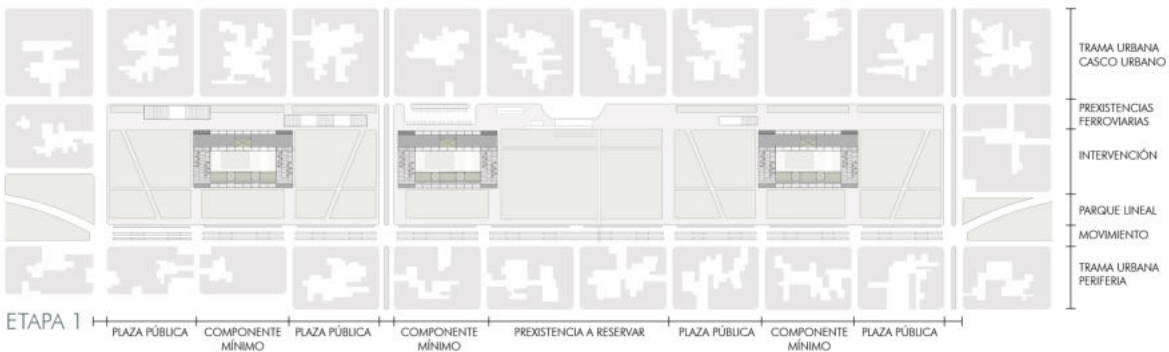 TRAMA URBANA
CASCO URBANO
PREXISTENCIAS
FERROVIARIAS
INTERVENCIÓN
PARQUE LINEAL
MOVIMIENTO
TRAMA URBANA
PERIFERIA
ETAPA 1
PLAZA PÚBLICA
COMPONENTE
MÍNIMO
PLAZA PÚBLICA
COMPONENTE
MÍNIMO
PREXISTENCIA A RESERVAR
PLAZA PÚBLICA
COMPONENTE
MÍNIMO
PLAZA PÚBLICA